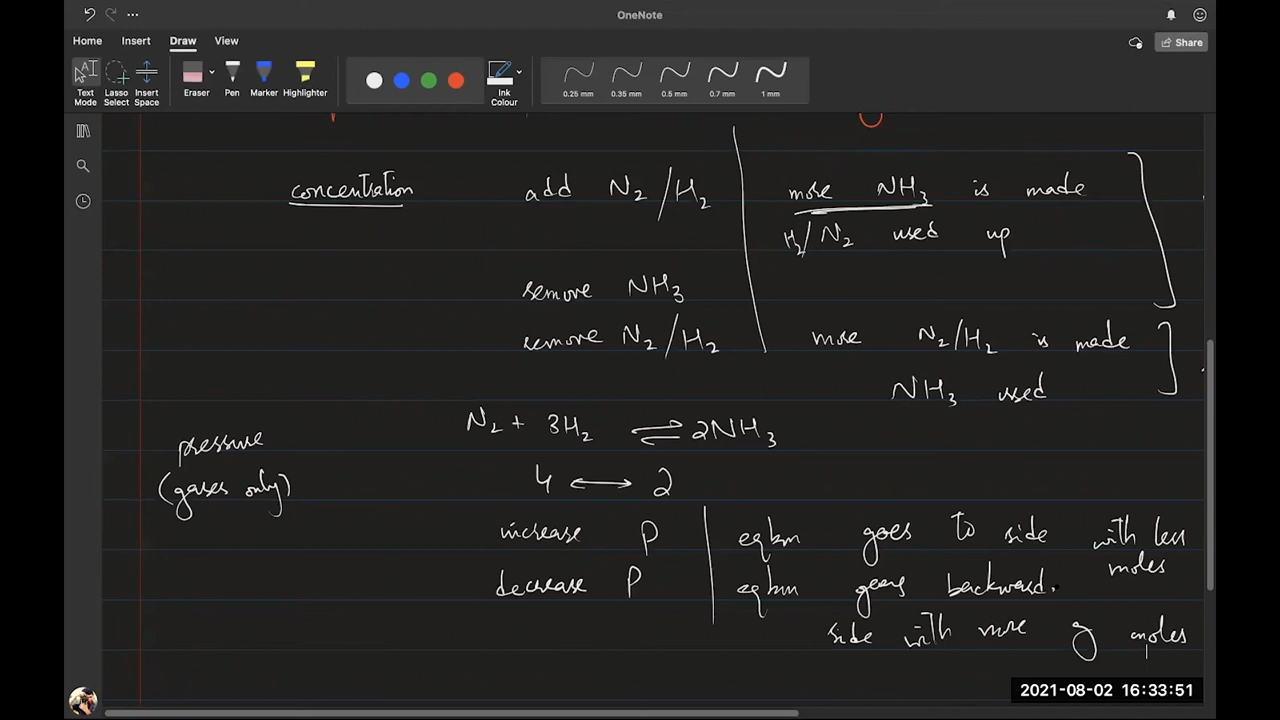 OneNote
Home Insert Draw View
Share
Text Mode
Lasso Select
Insert Space
Eraser
Pen
Marker
Highlighter
Ink Colour
0.25 mm 0.35 mm 0.5 mm 0.7 mm 1 mm
concentration add N₂/H₂ more NH₃ is made
H₂/N₂ used up
remove NH₃
remove N₂/H₂ more N₂/H₂ is made
NH₃ used
N₂ + 3H₂ ⇌ 2NH₃
pressure
(gases only) 4 ↔ 2
increase P eqbm goes to side with less
moles
decrease P eqbm goes backward.
side with more g moles
2021-08-02 16:33:51